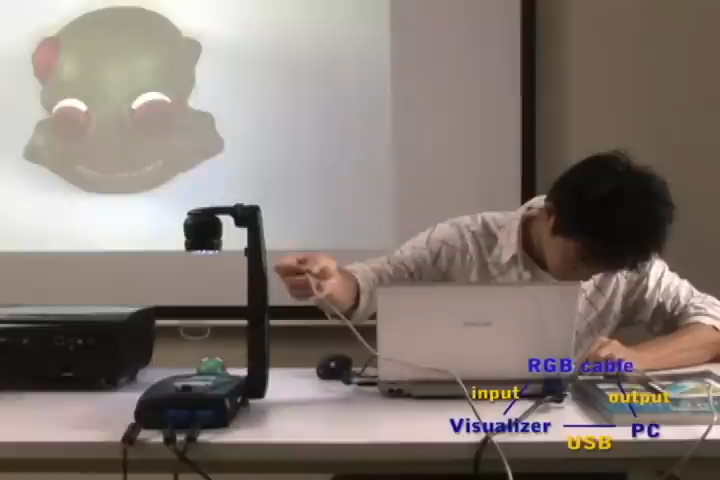 RGB cable
input
output
Visualizer
PC
USB